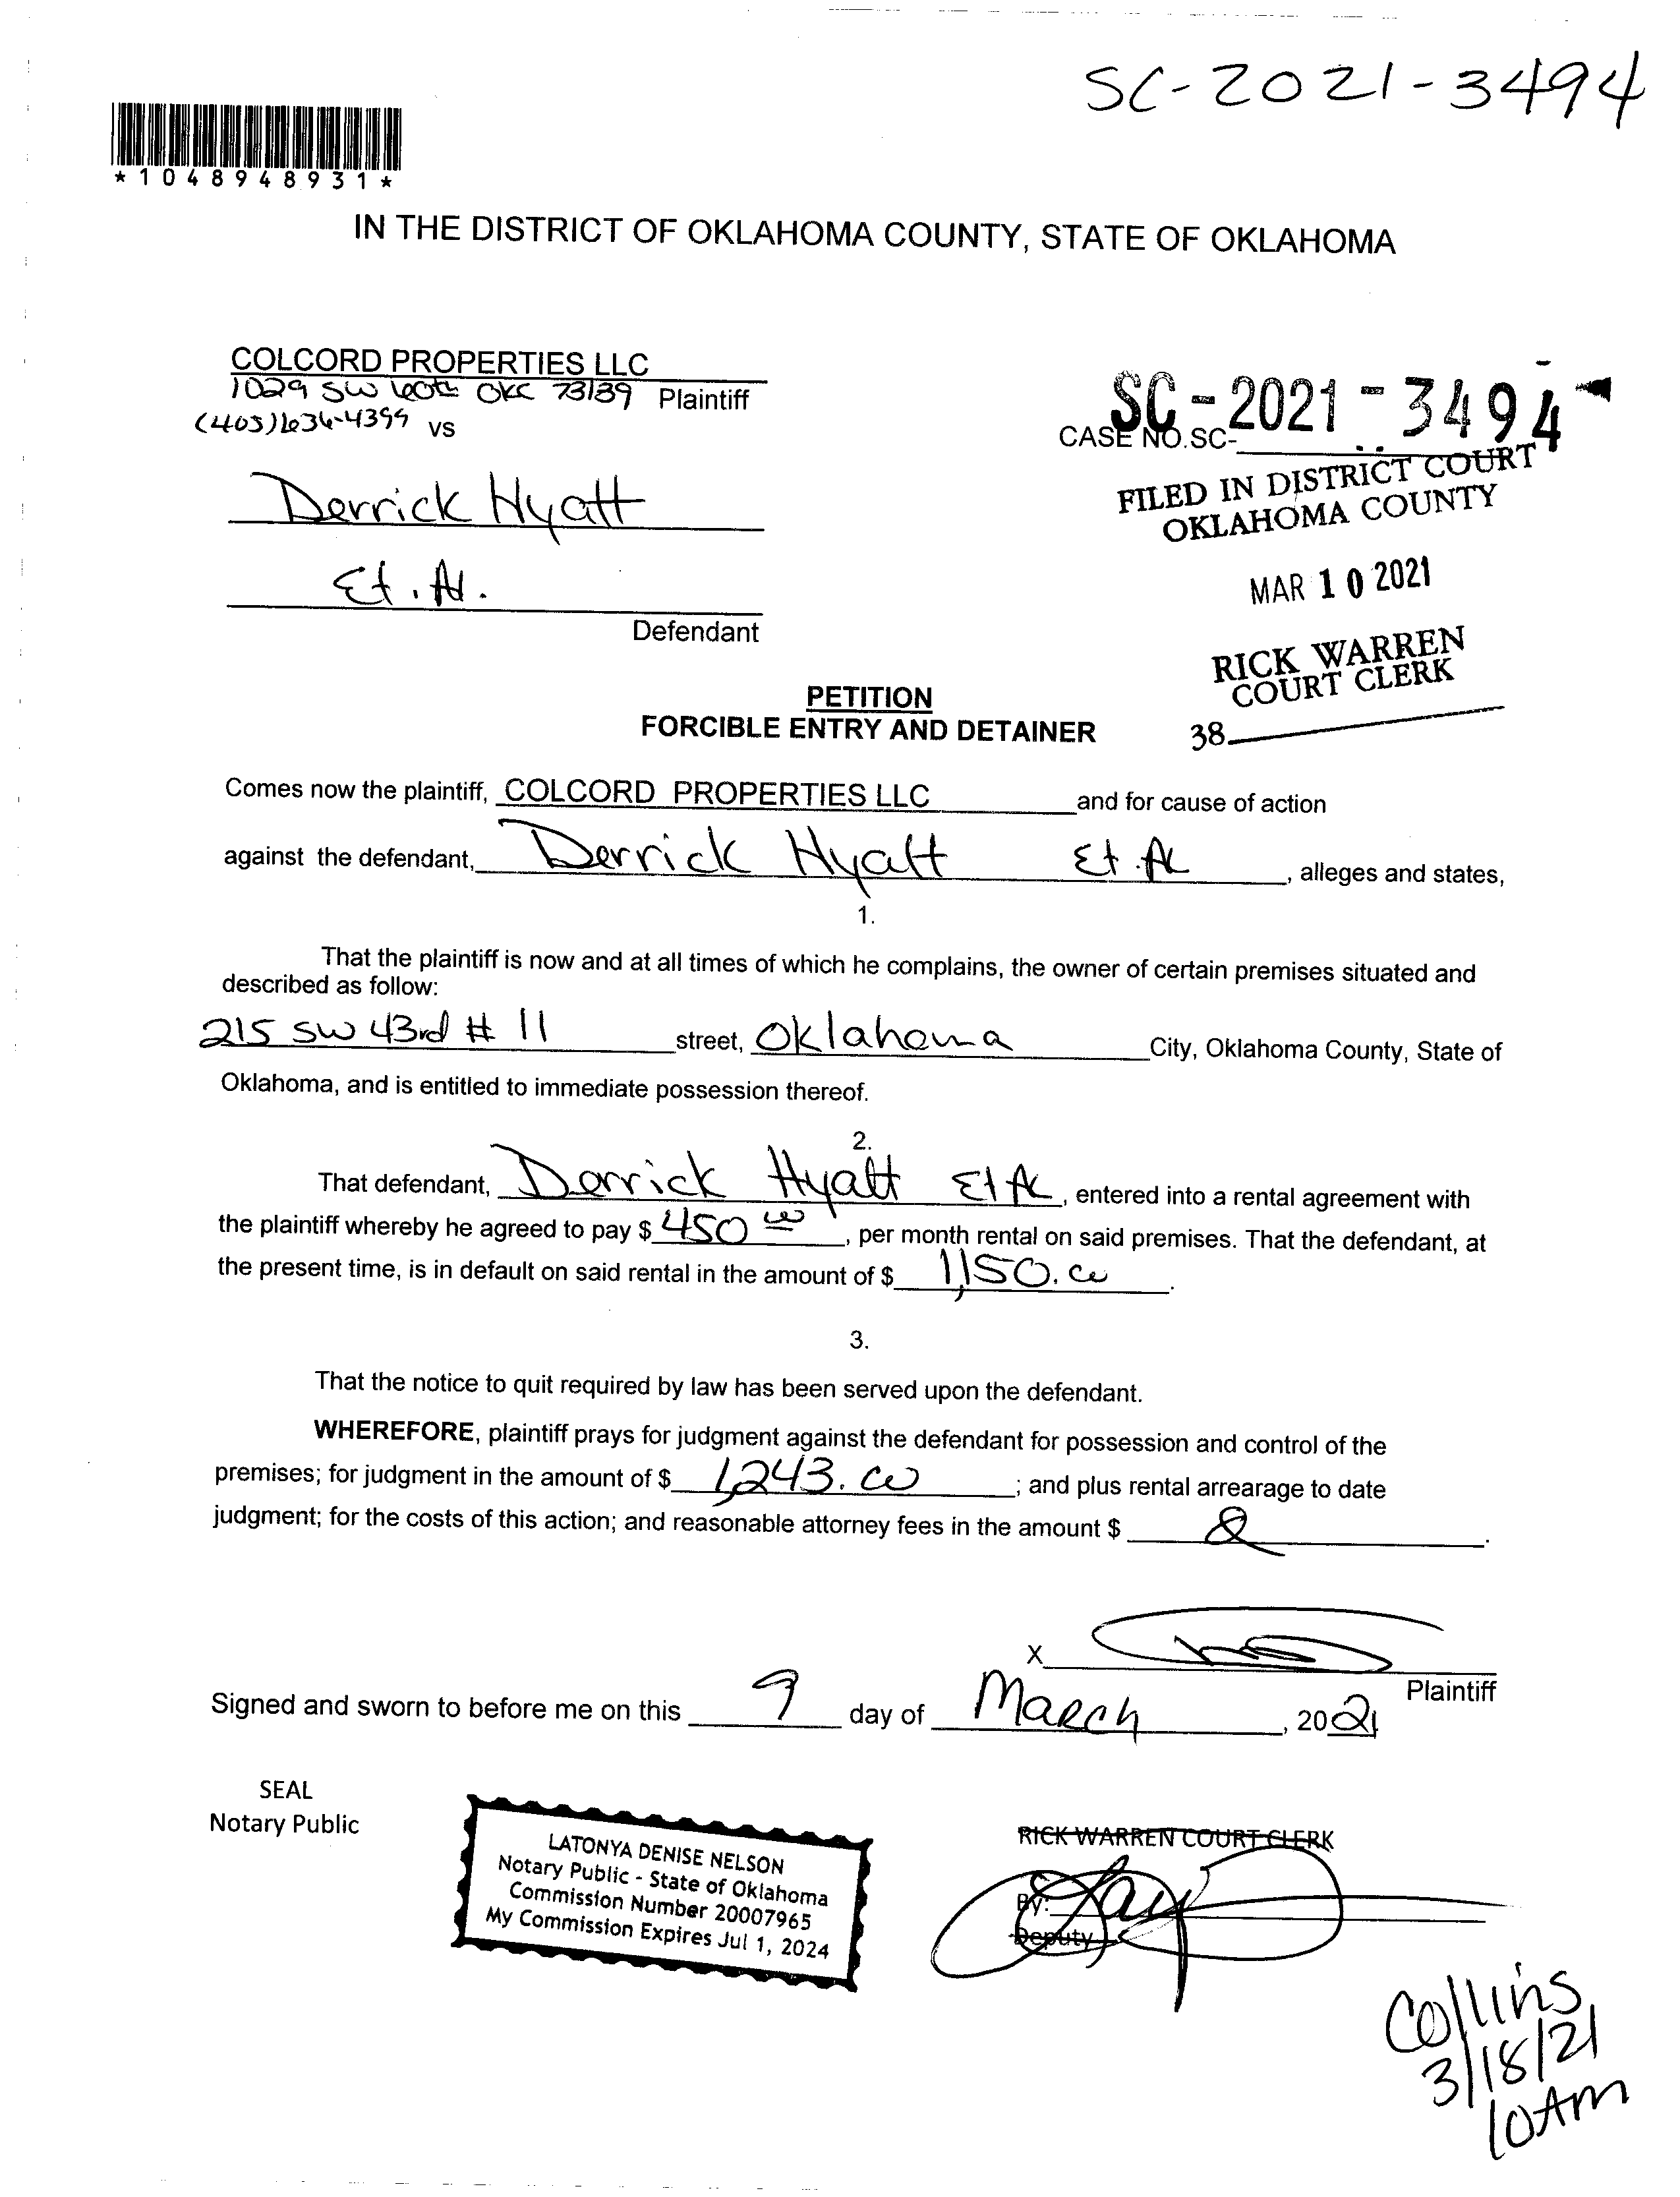 SC-2021-3494
*1048948931*
IN THE DISTRICT OF OKLAHOMA COUNTY, STATE OF OKLAHOMA
COLCORD PROPERTIES LLC
1029 SW 60th OKC 73139 Plaintiff
(405)634-4399 vs
SC-2021-3494
CASE NO.SC-
FILED IN DISTRICT COURT
OKLAHOMA COUNTY
Derrick Hyatt
Et. Al.
MAR 10 2021
Defendant
RICK WARREN
COURT CLERK
38
PETITION
FORCIBLE ENTRY AND DETAINER
Comes now the plaintiff, COLCORD PROPERTIES LLC and for cause of action
against the defendant, Derrick Hyatt Et. Al, alleges and states,
1.
That the plaintiff is now and at all times of which he complains, the owner of certain premises situated and
described as follow:
215 SW 43rd # 11 street, Oklahoma City, Oklahoma County, State of
Oklahoma, and is entitled to immediate possession thereof.
2.
That defendant, Derrick Hyatt Et Al, entered into a rental agreement with
the plaintiff whereby he agreed to pay $ 450 00, per month rental on said premises. That the defendant, at
the present time, is in default on said rental in the amount of $ 1,150.00.
3.
That the notice to quit required by law has been served upon the defendant.
WHEREFORE, plaintiff prays for judgment against the defendant for possession and control of the
premises; for judgment in the amount of $ 1,243.00; and plus rental arrearage to date
judgment; for the costs of this action; and reasonable attorney fees in the amount $
X
Plaintiff
Signed and sworn to before me on this 9 day of March, 2021
SEAL
Notary Public
LATONYA DENISE NELSON
Notary Public - State of Oklahoma
Commission Number 20007965
My Commission Expires Jul 1, 2024
RICK WARREN COURT CLERK
By:
Deputy
Collins
3/18/21
10AM